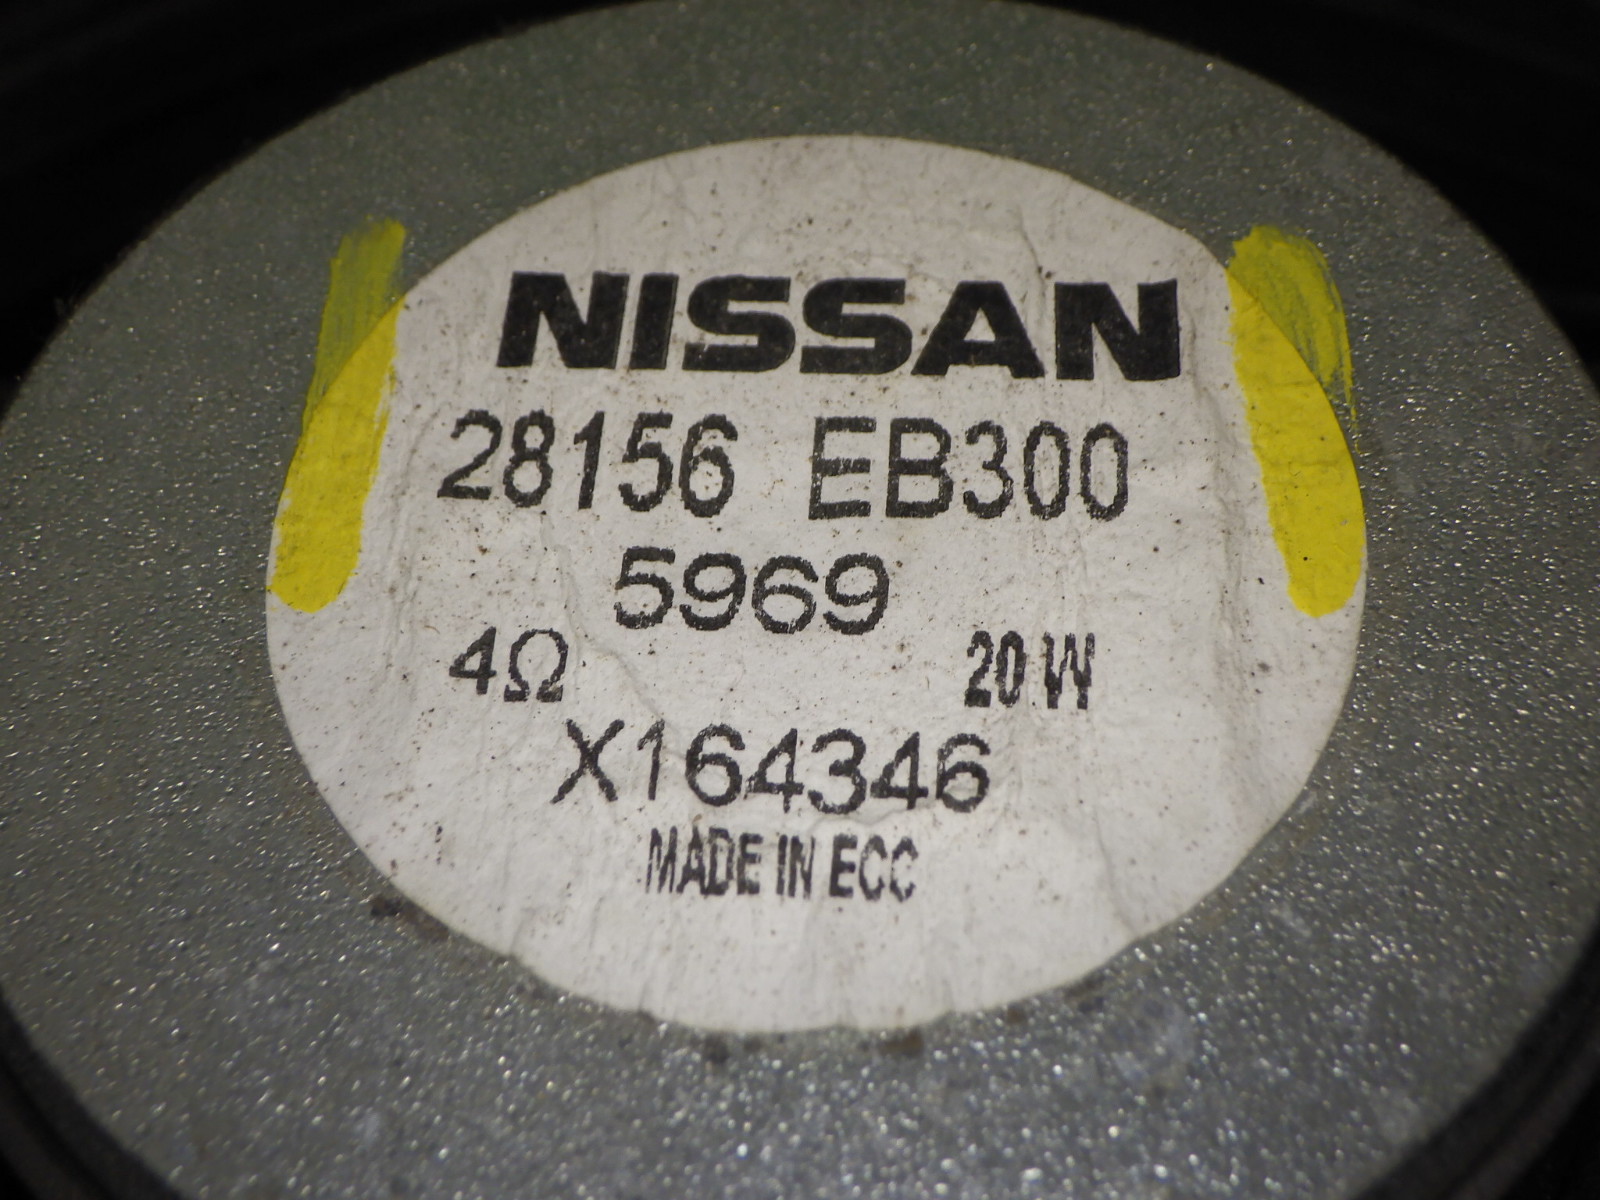 NISSAN
28156 EB300
5969
4Ω 20 W
X164346
MADE IN ECC